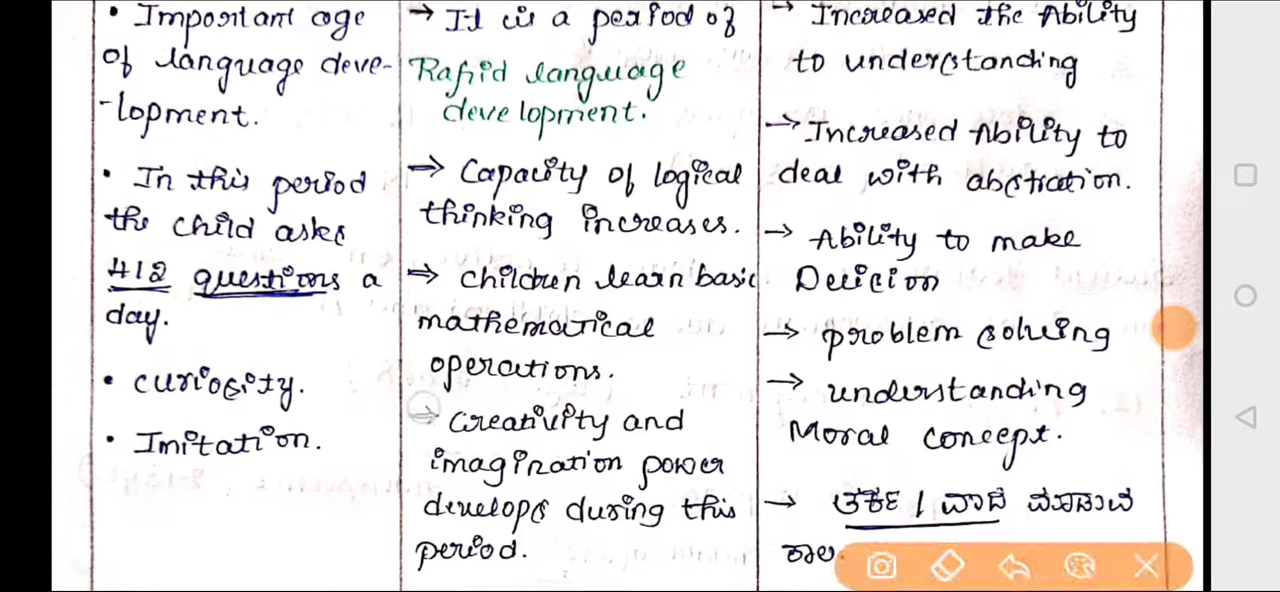 • Important age
of language deve-
-lopment.
• In this period
the child asks
412 questions a
day.
• curiosity.
• Imitation.
→ It is a period of
Rapid language
development.
⇒ Capacity of logical
thinking increases.
⇒ children learn basic
mathematical
operations.
→ Creativity and
imagination power
develops during this
period.
→ Increased the Ability
to understanding
→ Increased Ability to
deal with abstration.
→ Ability to make
Decision
→ problem solving
→ understanding
Moral concept.
→ ತರ್ಕ / ವಾದ ಮಾಡುವ
ಕಾಲ.